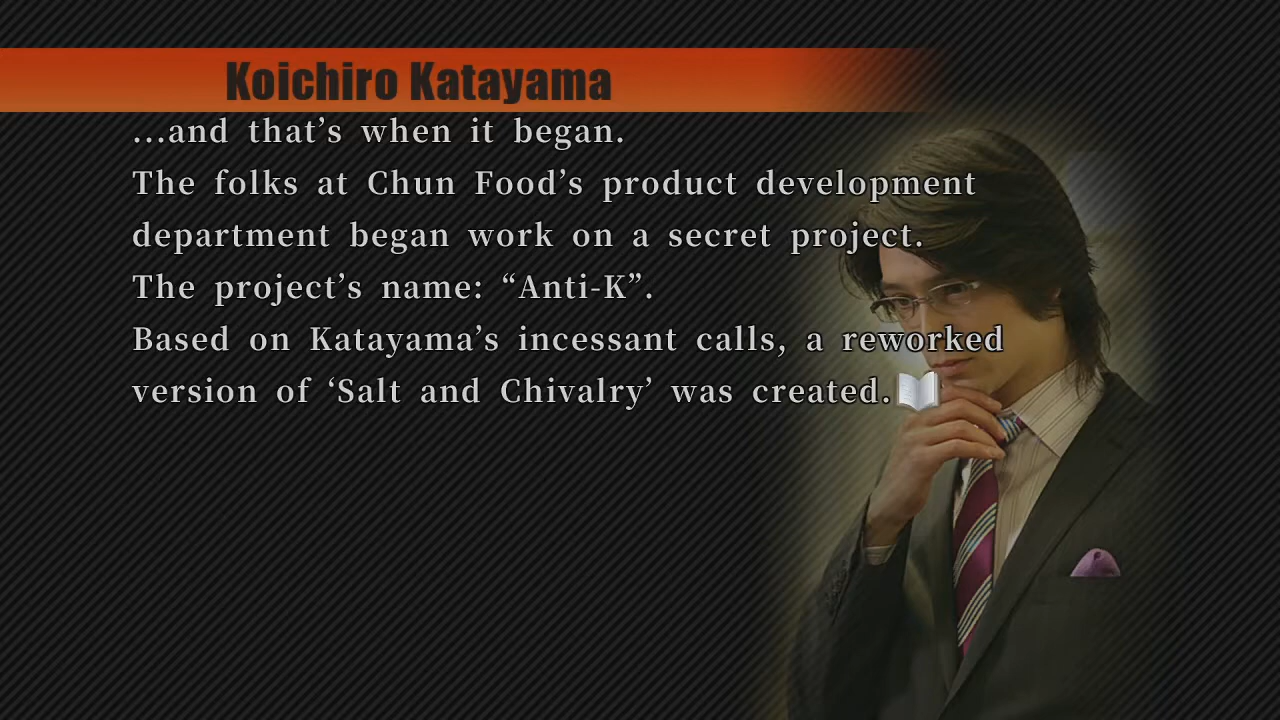 Koichiro Katayama
...and that’s when it began.
The folks at Chun Food’s product development
department began work on a secret project.
The project’s name: “Anti-K”.
Based on Katayama’s incessant calls, a reworked
version of ‘Salt and Chivalry’ was created.